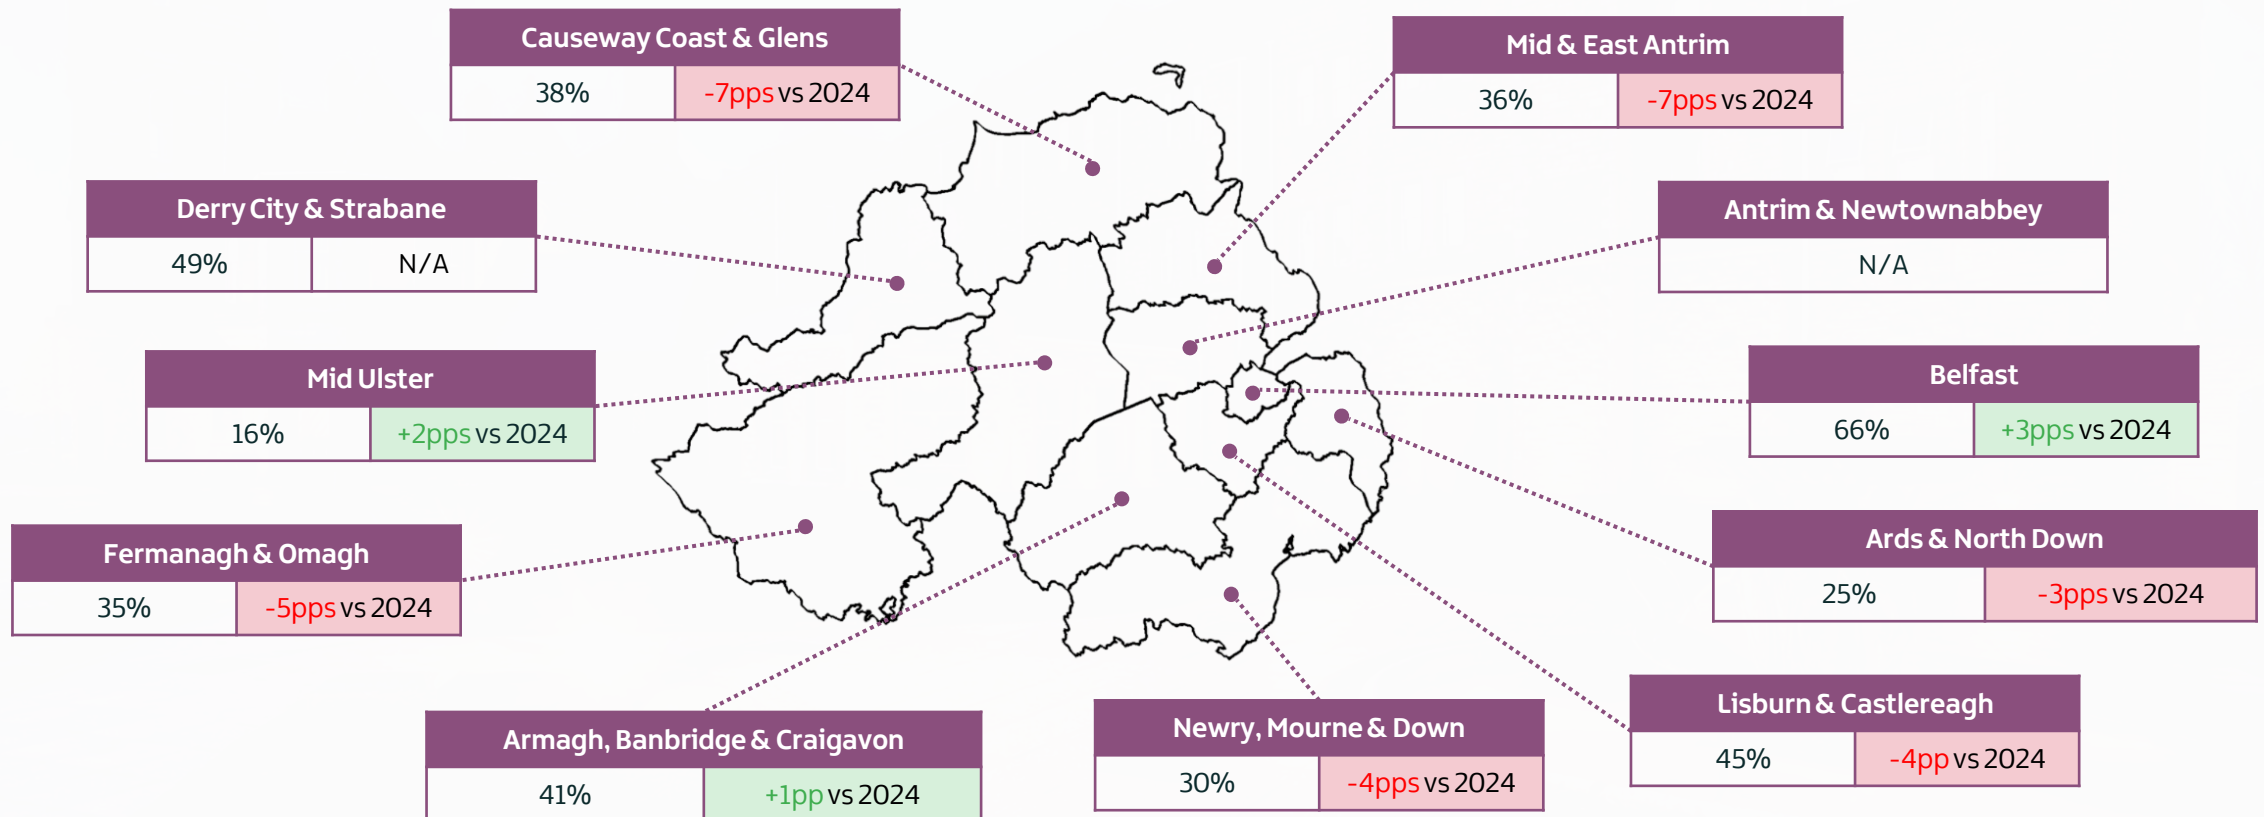 Causeway Coast & Glens
38% -7pps vs 2024
Mid & East Antrim
36% -7pps vs 2024
Derry City & Strabane
49% N/A
Antrim & Newtownabbey
N/A
Mid Ulster
16% +2pps vs 2024
Belfast
66% +3pps vs 2024
Fermanagh & Omagh
35% -5pps vs 2024
Ards & North Down
25% -3pps vs 2024
Armagh, Banbridge & Craigavon
41% +1pp vs 2024
Newry, Mourne & Down
30% -4pps vs 2024
Lisburn & Castlereagh
45% -4pp vs 2024